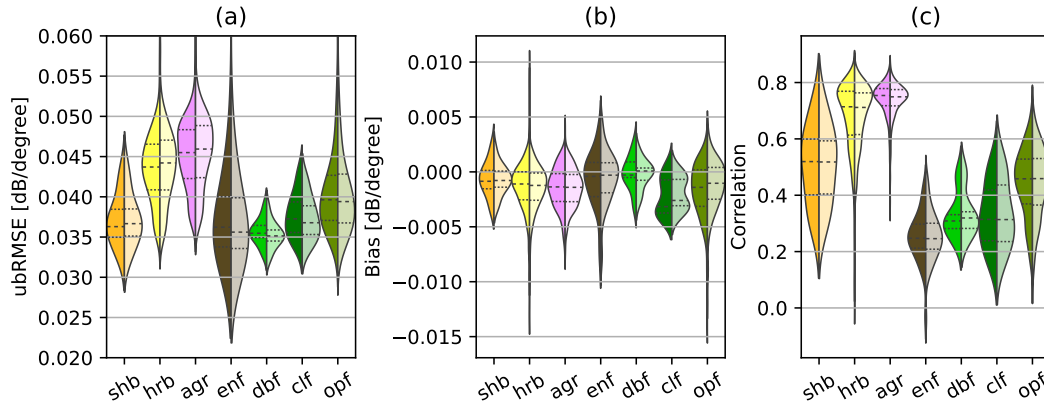 (a)
ubRMSE [dB/degree]
0.060
0.055
0.050
0.045
0.040
0.035
0.030
0.025
0.020
shb hrb agr enf dbf clf opf
(b)
Bias [dB/degree]
0.010
0.005
0.000
−0.005
−0.010
−0.015
shb hrb agr enf dbf clf opf
(c)
Correlation
0.8
0.6
0.4
0.2
0.0
shb hrb agr enf dbf clf opf